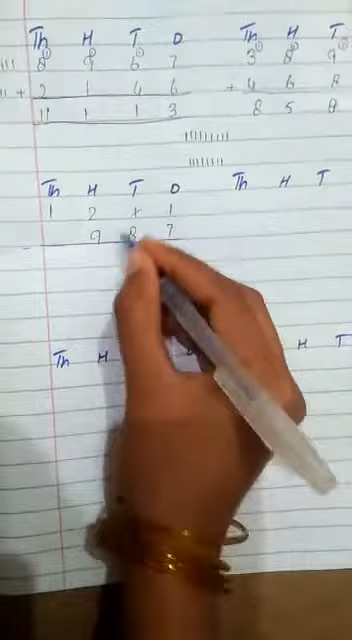 Th H T O Th H T
8 9 6 7 3 8 9
+ 2 1 4 6 + 4 6 8
11 1 1 3 8 5 8
Th H T O Th H T
1 2 x 1
9 8 7
Th H H T